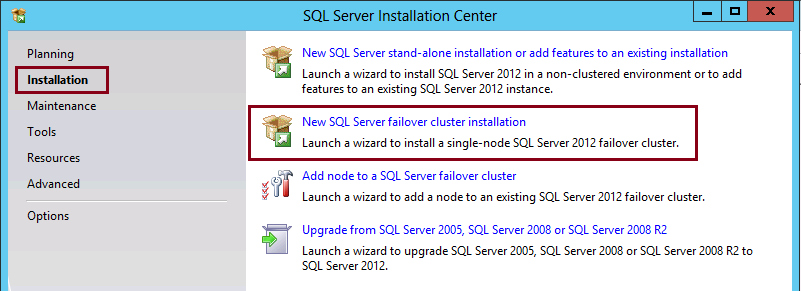 SQL Server Installation Center
Planning
Installation
Maintenance
Tools
Resources
Advanced
Options
New SQL Server stand-alone installation or add features to an existing installation
Launch a wizard to install SQL Server 2012 in a non-clustered environment or to add
features to an existing SQL Server 2012 instance.
New SQL Server failover cluster installation
Launch a wizard to install a single-node SQL Server 2012 failover cluster.
Add node to a SQL Server failover cluster
Launch a wizard to add a node to an existing SQL Server 2012 failover cluster.
Upgrade from SQL Server 2005, SQL Server 2008 or SQL Server 2008 R2
Launch a wizard to upgrade SQL Server 2005, SQL Server 2008 or SQL Server 2008 R2 to
SQL Server 2012.